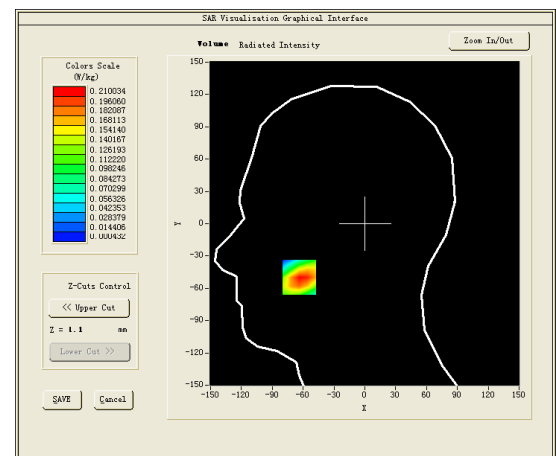 SAR Visualisation Graphical Interface
Volume Radiated Intensity
Zoom In/Out
Colors Scale
(W/kg)
0.210034
0.196060
0.182087
0.168113
0.154140
0.140167
0.126193
0.112220
0.098246
0.084273
0.070299
0.056326
0.042353
0.028379
0.014406
0.000432
Z-Cuts Control
<< Upper Cut
Z = 1.1 mm
Lower Cut >>
SAVE Cancel
150
120
90
60
30
0
-30
-60
-90
-120
-150
Y
-150 -120 -90 -60 -30 0 30 60 90 120 150
X